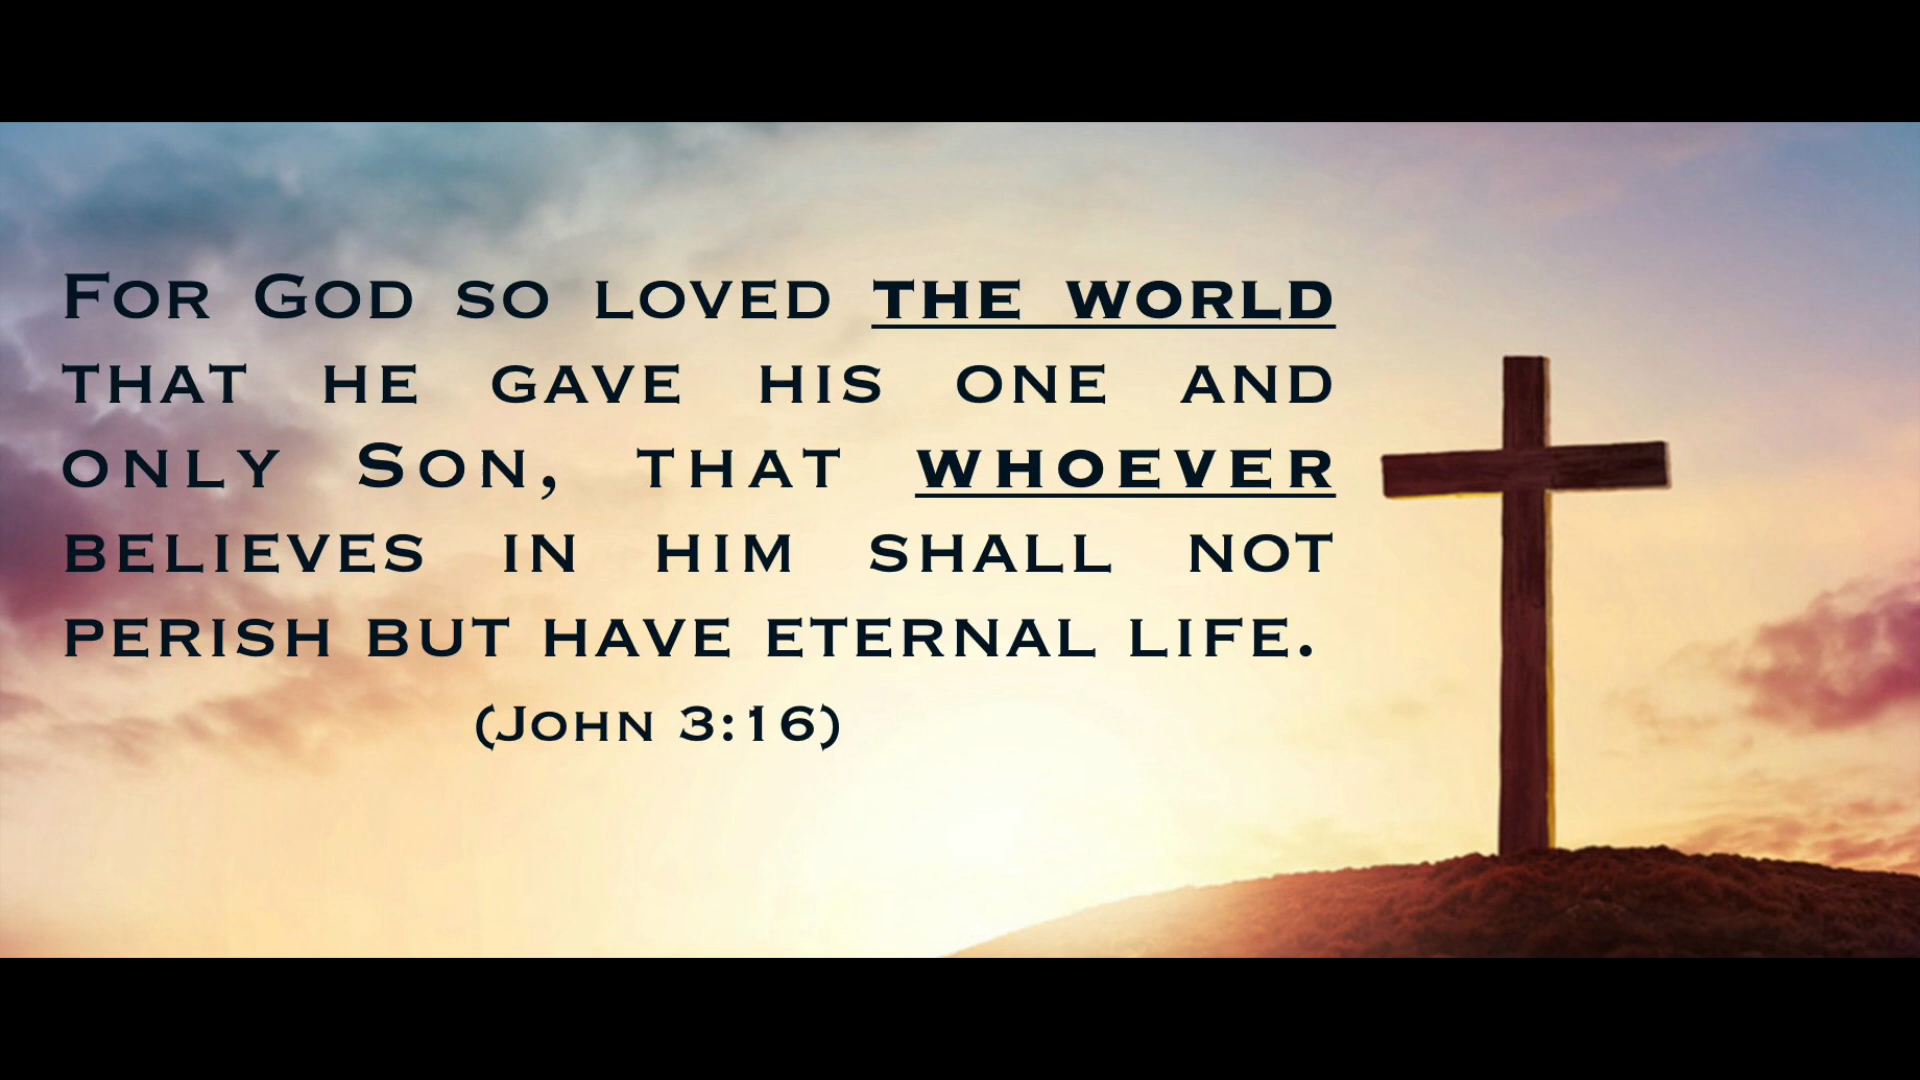 For God so loved the world
that he gave his one and
only Son, that whoever
believes in him shall not
perish but have eternal life.
(John 3:16)